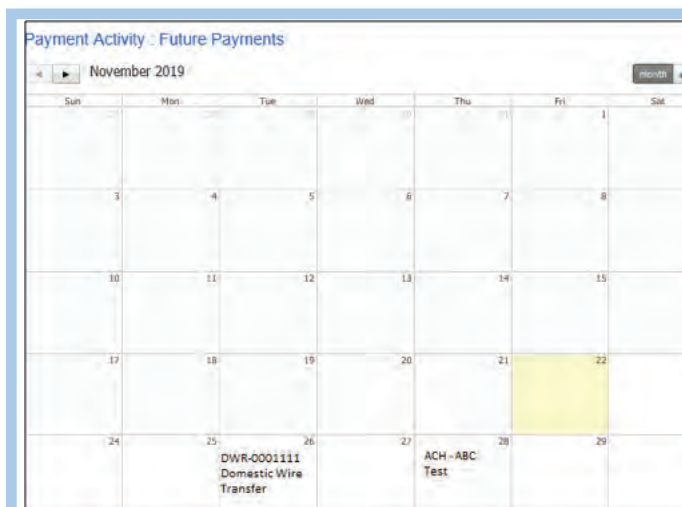 Payment Activity : Future Payments
November 2019
month
Sun Mon Tue Wed Thu Fri Sat
1
3 4 5 6 7 8
10 11 12 13 14 15
17 18 19 20 21 22
24 25 26 27 28 29
DWR-0001111
Domestic Wire
Transfer
ACH - ABC
Test